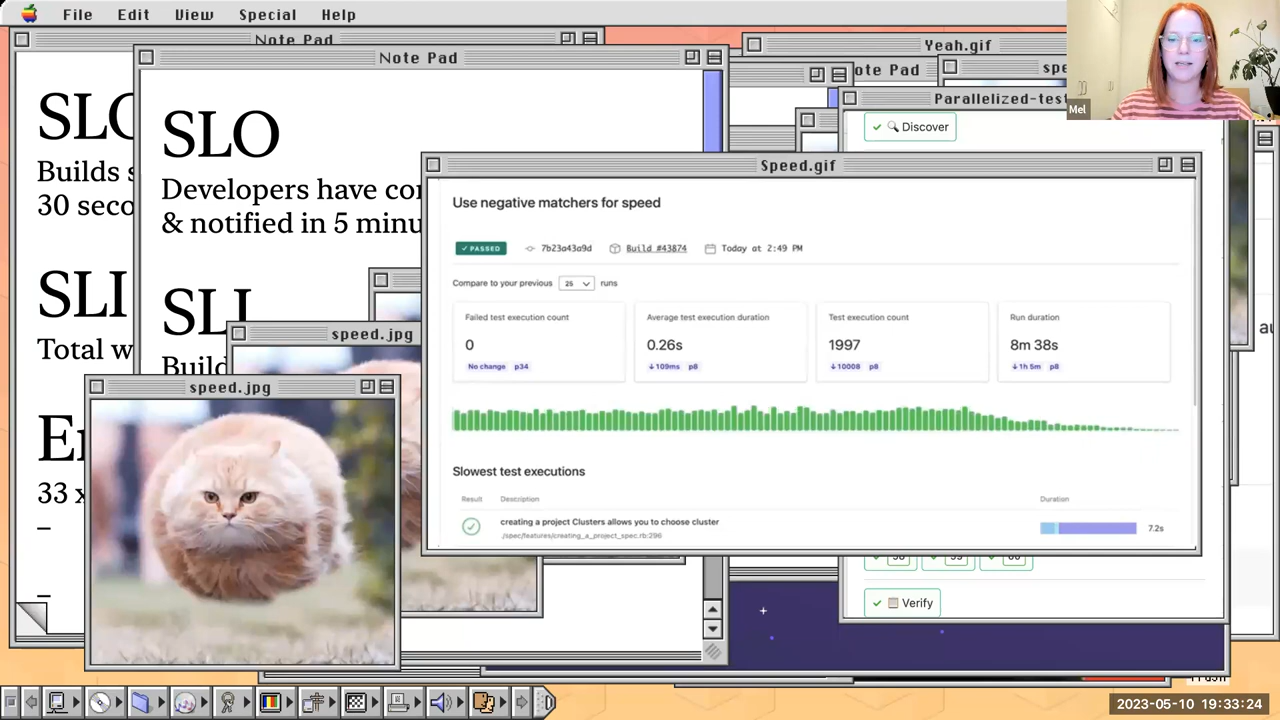 File Edit View Special Help
Note Pad
Note Pad
Yeah.gif
ote Pad
spe
Parallelized-test
Mel
SLO
Builds s
30 seco
SLI
Total w
33 x
–
–
SLO
Developers have con
& notified in 5 minu
SLI
Build
speed.jpg
speed.jpg
🔍 Discover
Speed.gif
Use negative matchers for speed
✓ PASSED 7b23a43a9d Build #43874 Today at 2:49 PM
Compare to your previous 25 runs
Failed test execution count
0
No change p34
Average test execution duration
0.26s
↓109ms p8
Test execution count
1997
↓10008 p8
Run duration
8m 38s
↓1h 5m p8
Slowest test executions
Result Description Duration
creating a project Clusters allows you to choose cluster 7.2s
/spec/features/creating_a_project_spec.rb:296
Verify
au
2023-05-10 19:33:24